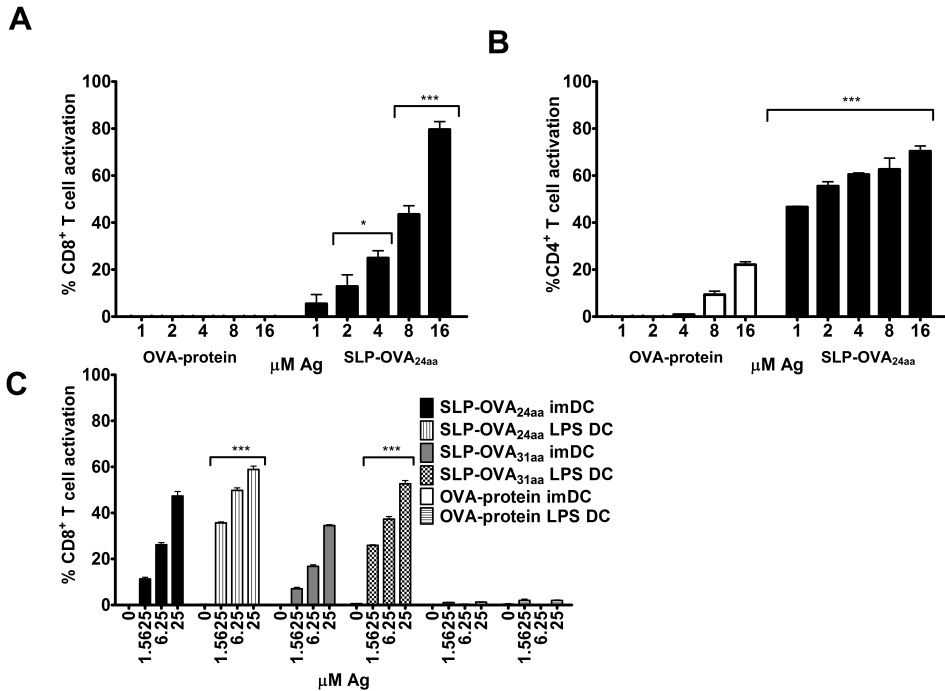 A
B
% CD8+ T cell activation
100
80
60
40
20
0
*
***
1 2 4 8 16 1 2 4 8 16
OVA-protein μM Ag SLP-OVA24aa
%CD4+ T cell activation
100
80
60
40
20
0
***
1 2 4 8 16 1 2 4 8 16
OVA-protein μM Ag SLP-OVA24aa
C
% CD8+ T cell activation
100
80
60
40
20
0
***
***
SLP-OVA24aa imDC
SLP-OVA24aa LPS DC
SLP-OVA31aa imDC
SLP-OVA31aa LPS DC
OVA-protein imDC
OVA-protein LPS DC
0 1.5625 6.25 25 0 1.5625 6.25 25 0 1.5625 6.25 25 0 1.5625 6.25 25 0 1.5625 6.25 25 0 1.5625 6.25 25
μM Ag